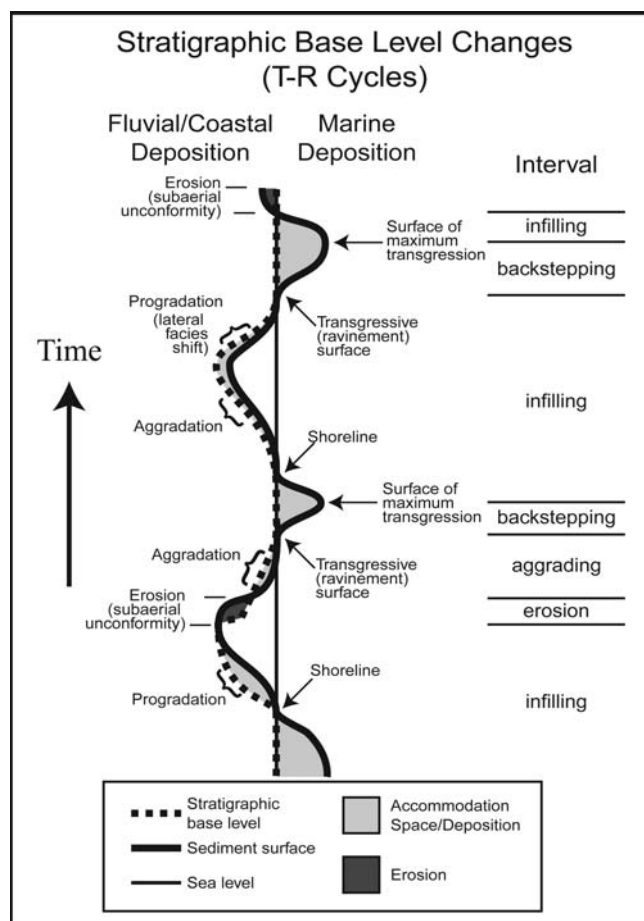 Stratigraphic Base Level Changes
(T-R Cycles)
Fluvial/Coastal
Deposition
Marine
Deposition
Interval
Erosion
(subaerial
unconformity)
Surface of
maximum
transgression
infilling
backstepping
Progradation
(lateral
facies
shift)
Transgressive
(ravinement)
surface
Time
infilling
Aggradation
Shoreline
Surface of
maximum
transgression
backstepping
Aggradation
Transgressive
(ravinement)
surface
aggrading
Erosion
(subaerial
unconformity)
erosion
Shoreline
Progradation
infilling
Stratigraphic
base level
Sediment surface
Sea level
Accommodation
Space/Deposition
Erosion